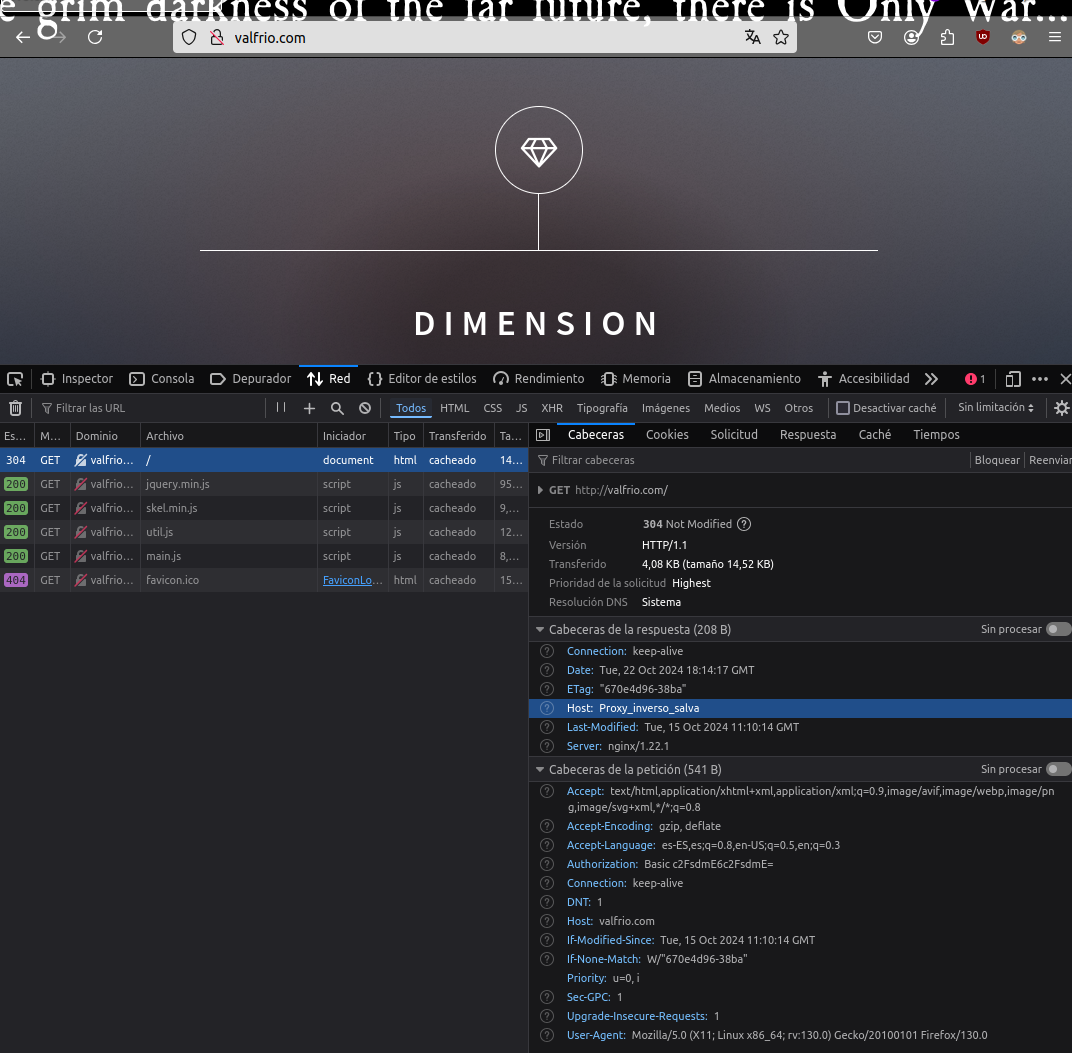 e grim darkness of the far future, there is Only War...
valfrio.com
DIMENSION
Inspector Consola Depurador Red Editor de estilos Rendimiento Memoria Almacenamiento Accesibilidad 1
Filtrar las URL Todos HTML CSS JS XHR Tipografía Imágenes Medios WS Otros Desactivar caché Sin limitación
Es... M... Dominio Archivo Iniciador Tipo Transferido Ta...
304 GET valfrio... / document html cacheado 14...
200 GET valfrio... jquery.min.js script js cacheado 95...
200 GET valfrio... skel.min.js script js cacheado 9,...
200 GET valfrio... util.js script js cacheado 12...
200 GET valfrio... main.js script js cacheado 8,...
404 GET valfrio... favicon.ico FaviconLo... html cacheado 15...
Cabeceras Cookies Solicitud Respuesta Caché Tiempos
Filtrar cabeceras Bloquear Reenviar
GET http://valfrio.com/
Estado 304 Not Modified
Versión HTTP/1.1
Transferido 4,08 KB (tamaño 14,52 KB)
Prioridad de la solicitud Highest
Resolución DNS Sistema
Cabeceras de la respuesta (208 B) Sin procesar
Connection: keep-alive
Date: Tue, 22 Oct 2024 18:14:17 GMT
ETag: "670e4d96-38ba"
Host: Proxy_inverso_salva
Last-Modified: Tue, 15 Oct 2024 11:10:14 GMT
Server: nginx/1.22.1
Cabeceras de la petición (541 B) Sin procesar
Accept: text/html,application/xhtml+xml,application/xml;q=0.9,image/avif,image/webp,image/pn
g,image/svg+xml,*/*;q=0.8
Accept-Encoding: gzip, deflate
Accept-Language: es-ES,es;q=0.8,en-US;q=0.5,en;q=0.3
Authorization: Basic c2FsdmE6c2FsdmE=
Connection: keep-alive
DNT: 1
Host: valfrio.com
If-Modified-Since: Tue, 15 Oct 2024 11:10:14 GMT
If-None-Match: W/"670e4d96-38ba"
Priority: u=0, i
Sec-GPC: 1
Upgrade-Insecure-Requests: 1
User-Agent: Mozilla/5.0 (X11; Linux x86_64; rv:130.0) Gecko/20100101 Firefox/130.0